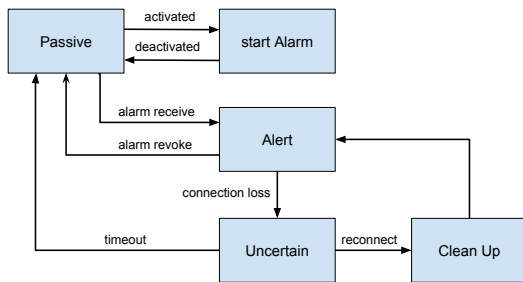 activated
Passive
start Alarm
deactivated
alarm receive
Alert
alarm revoke
connection loss
timeout
Uncertain
reconnect
Clean Up